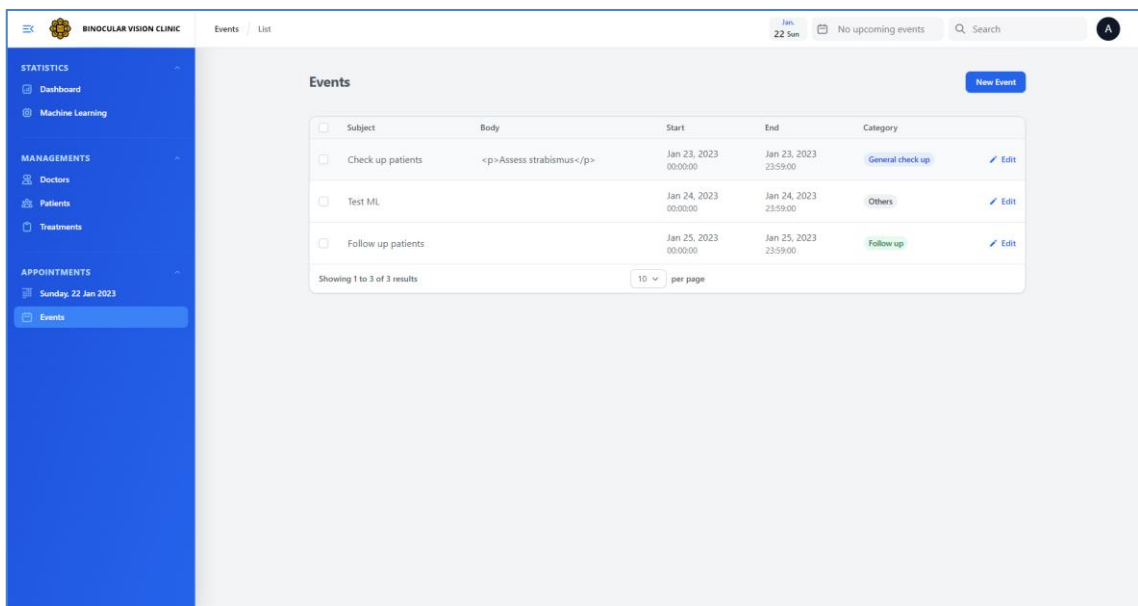 BINOCULAR VISION CLINIC
Events / List
Jan.
22 Sun
No upcoming events
Search
A
STATISTICS
Dashboard
Machine Learning
MANAGEMENTS
Doctors
Patients
Treatments
APPOINTMENTS
Sunday, 22 Jan 2023
Events
Events
New Event
Subject Body Start End Category
Check up patients <p>Assess strabismus</p> Jan 23, 2023 Jan 23, 2023 General check up Edit
00:00:00 23:59:00
Test ML Jan 24, 2023 Jan 24, 2023 Others Edit
00:00:00 23:59:00
Follow up patients Jan 25, 2023 Jan 25, 2023 Follow up Edit
00:00:00 23:59:00
Showing 1 to 3 of 3 results 10 per page